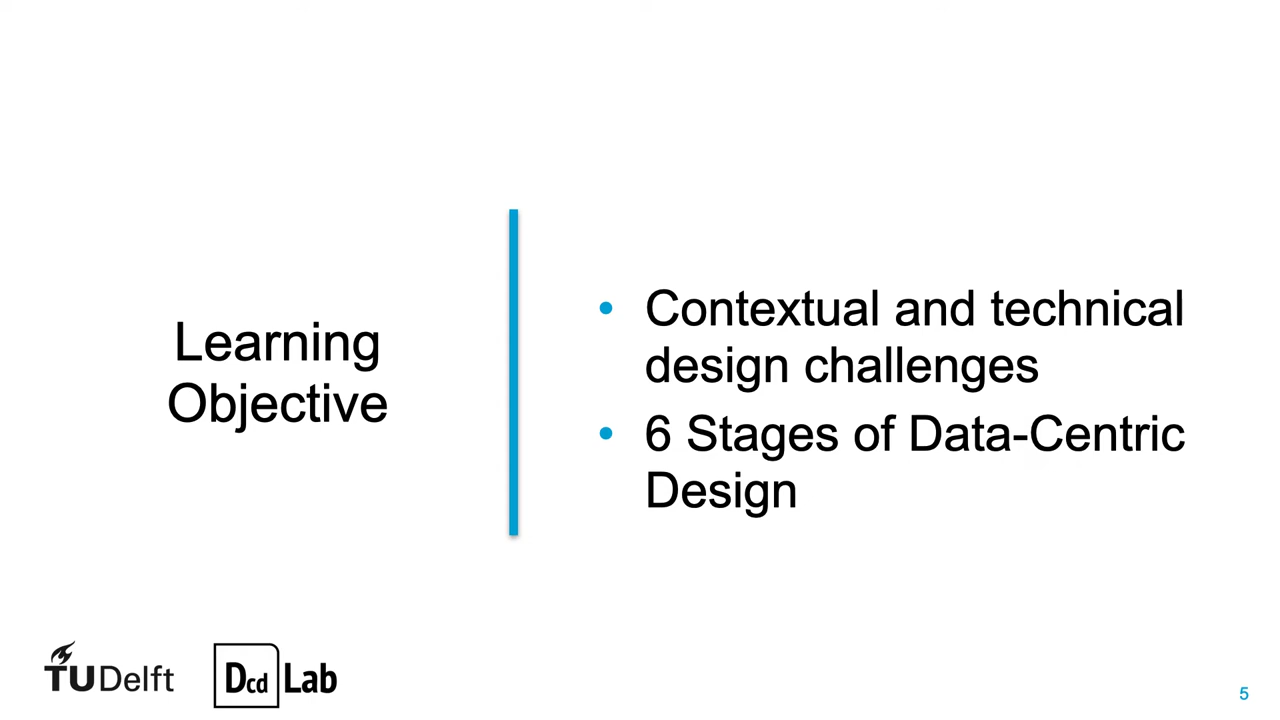 Learning
Objective
• Contextual and technical
design challenges
• 6 Stages of Data-Centric
Design
TUDelft
Dcd Lab
5